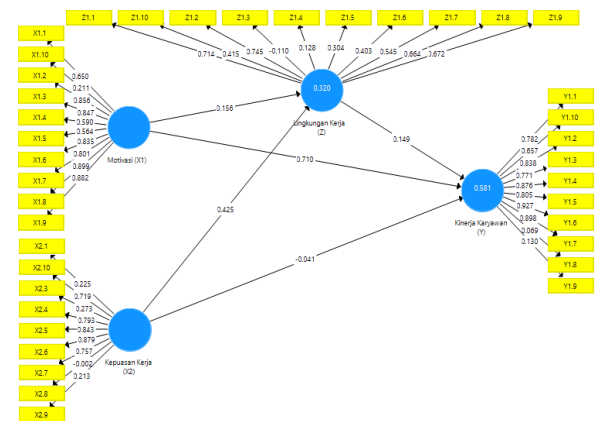 Z1.1
Z1.10
Z1.2
Z1.3
Z1.4
Z1.5
Z1.6
Z1.7
Z1.8
Z1.9
0.714
0.415
0.745
-0.110
0.128
0.304
0.403
0.545
0.664
0.672
X1.1
X1.10
X1.2
X1.3
X1.4
X1.5
X1.6
X1.7
X1.8
X1.9
0.650
0.211
0.856
0.847
0.590
0.564
0.835
0.801
0.899
0.882
Motivasi (X1)
0.320
Lingkungan Kerja
(Z)
0.156
0.710
0.425
0.149
-0.041
0.581
Kinerja Karyawan
(Y)
0.782
0.657
0.838
0.771
0.876
0.805
0.927
0.898
0.069
0.130
Y1.1
Y1.10
Y1.2
Y1.3
Y1.4
Y1.5
Y1.6
Y1.7
Y1.8
Y1.9
X2.1
X2.10
X2.3
X2.4
X2.5
X2.6
X2.7
X2.8
X2.9
0.225
0.719
0.273
0.793
0.843
0.879
0.757
-0.002
0.213
Kepuasan Kerja
(X2)